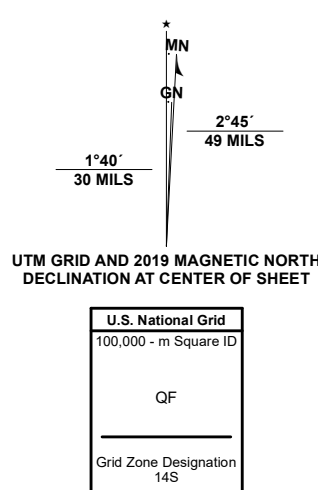 ★
MN
GN
2°45´
49 MILS
1°40´
30 MILS
UTM GRID AND 2019 MAGNETIC NORTH
DECLINATION AT CENTER OF SHEET
U.S. National Grid
100,000 - m Square ID
QF
Grid Zone Designation
14S